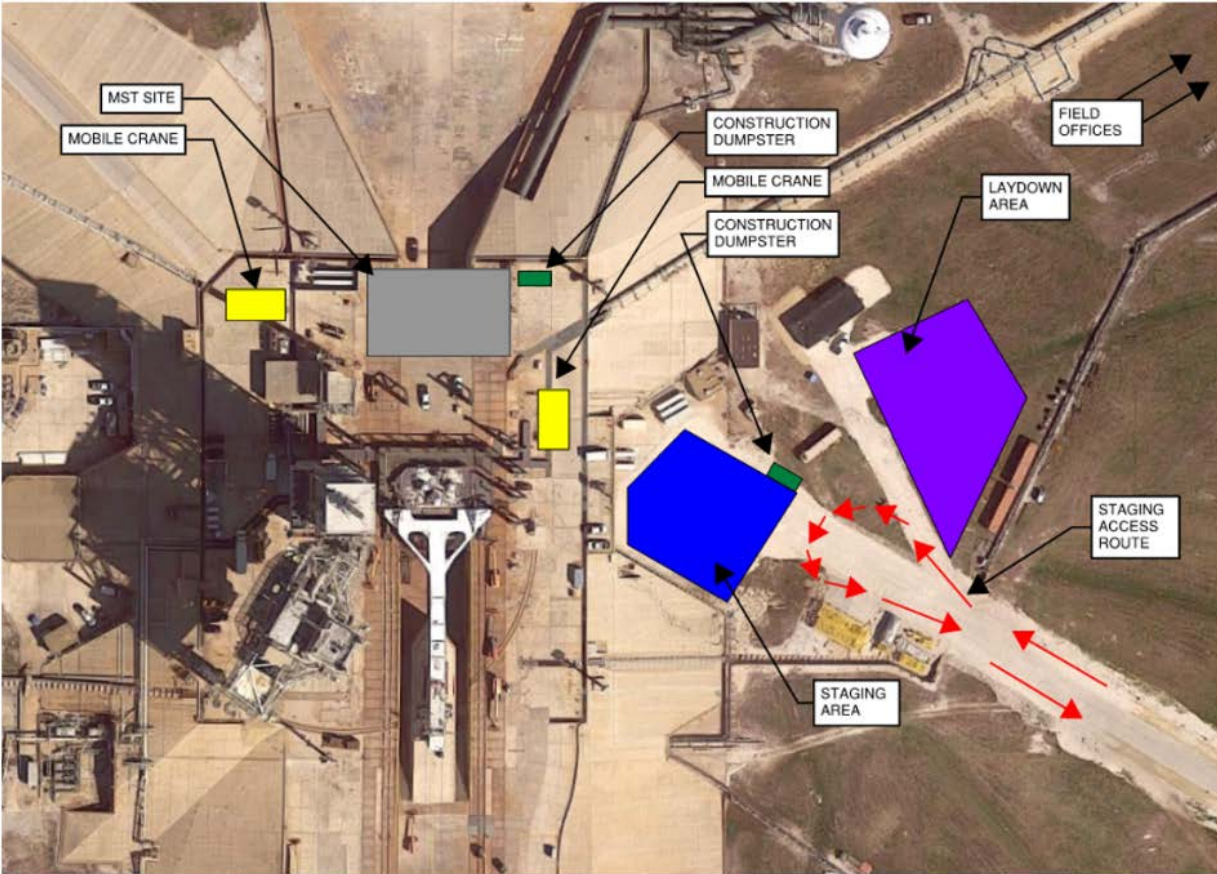 MST SITE
MOBILE CRANE
CONSTRUCTION
DUMPSTER
MOBILE CRANE
CONSTRUCTION
DUMPSTER
FIELD
OFFICES
LAYDOWN
AREA
STAGING
ACCESS
ROUTE
STAGING
AREA